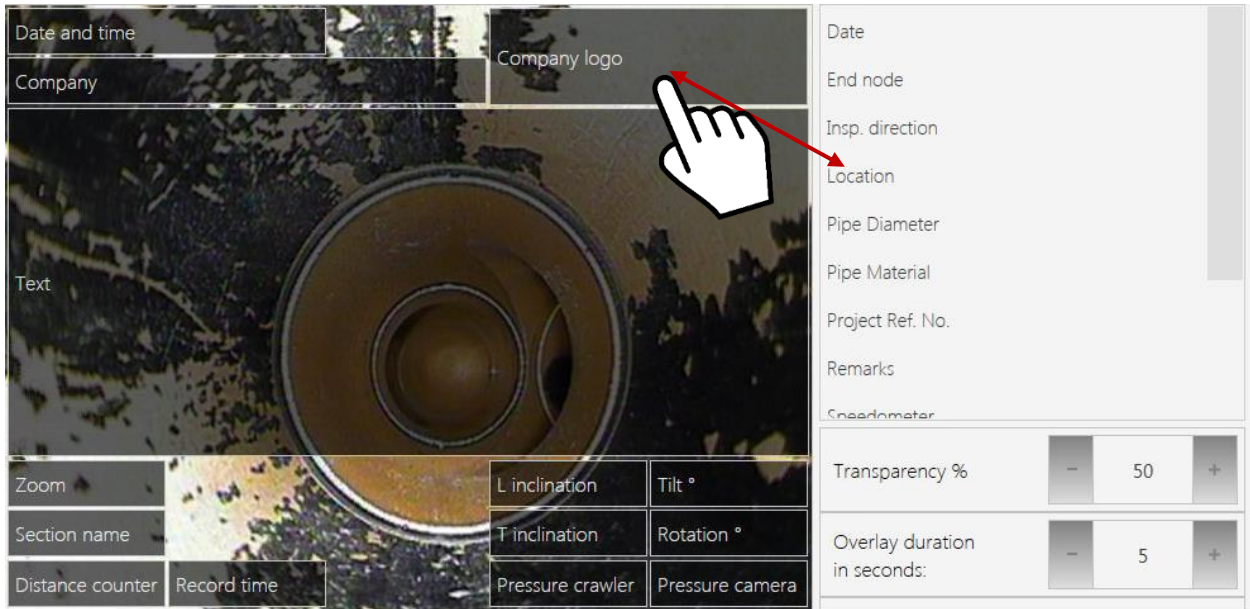 Date and time
Company
Company logo
Text
Zoom
Section name
Distance counter
Record time
L inclination
Tilt °
T inclination
Rotation °
Pressure crawler
Pressure camera
Date
End node
Insp. direction
Location
Pipe Diameter
Pipe Material
Project Ref. No.
Remarks
Speedometer
Transparency %
− 50 +
Overlay duration
in seconds:
− 5 +